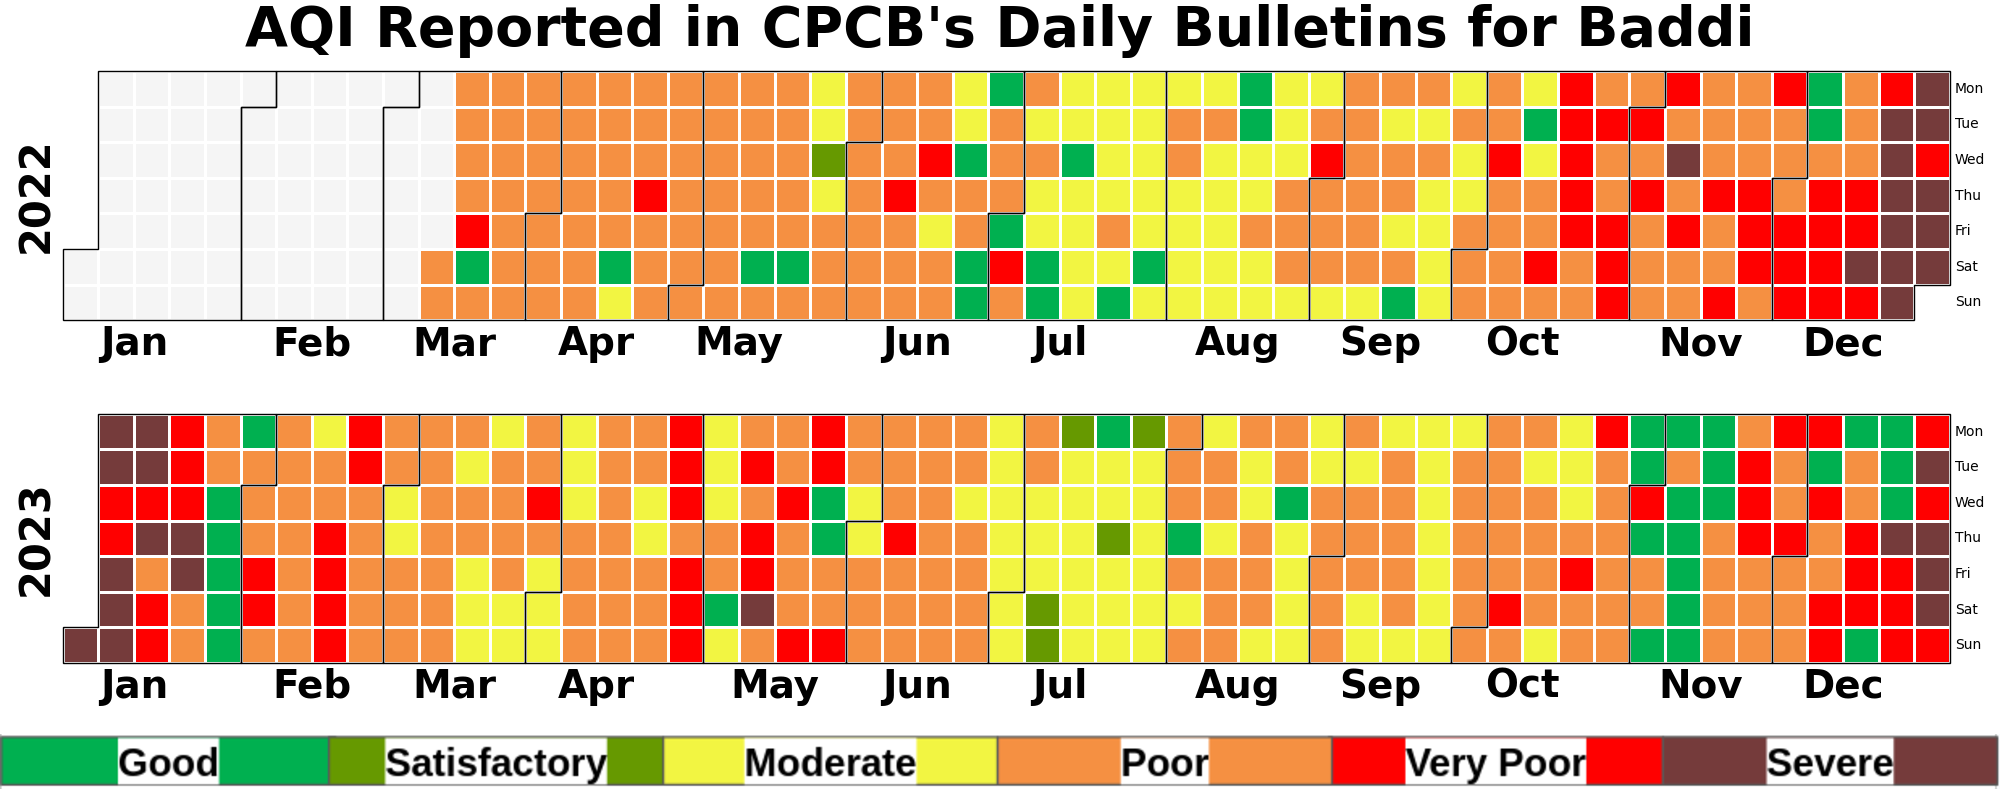 AQI Reported in CPCB's Daily Bulletins for Baddi
2022
Mon
Tue
Wed
Thu
Fri
Sat
Sun
Jan Feb Mar Apr May Jun Jul Aug Sep Oct Nov Dec
2023
Mon
Tue
Wed
Thu
Fri
Sat
Sun
Jan Feb Mar Apr May Jun Jul Aug Sep Oct Nov Dec
Good Satisfactory Moderate Poor Very Poor Severe